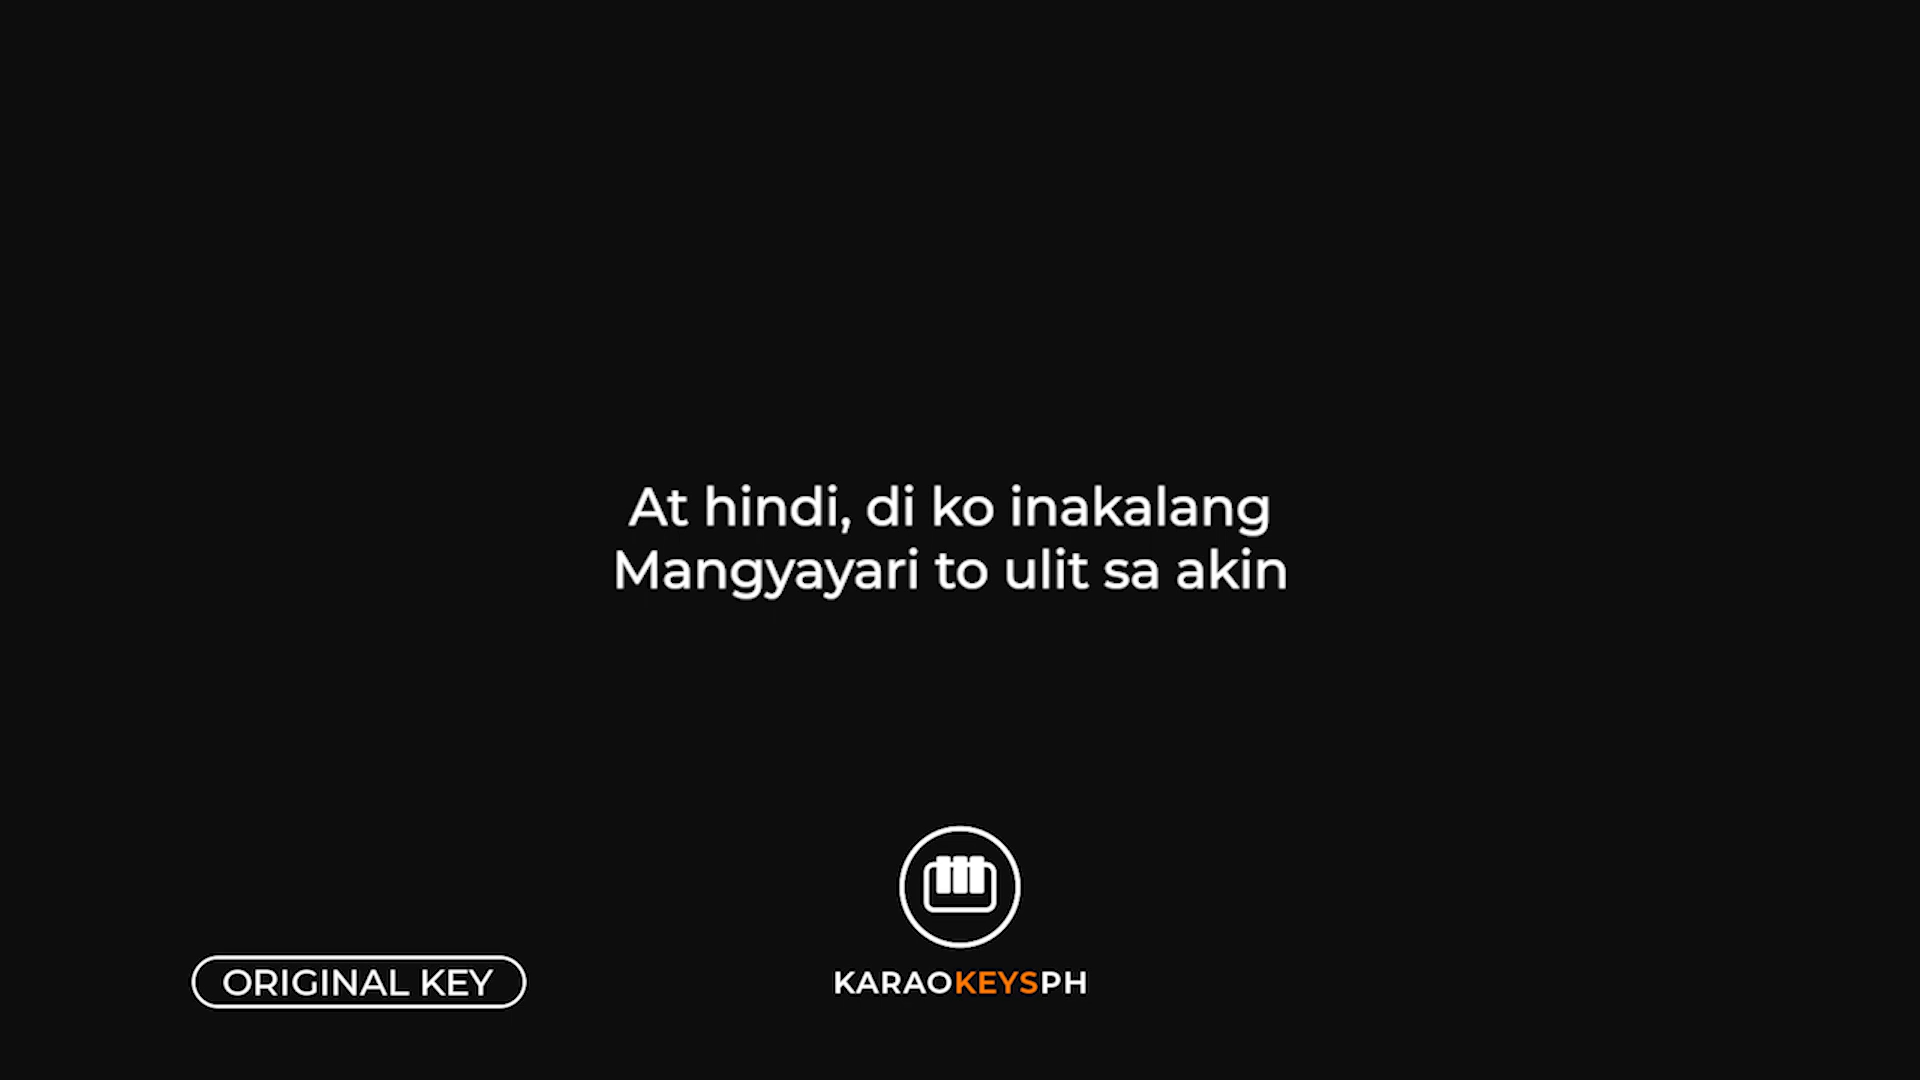 At hindi, di ko inakalang
Mangyayari to ulit sa akin
ORIGINAL KEY
KARAOKEYSPH